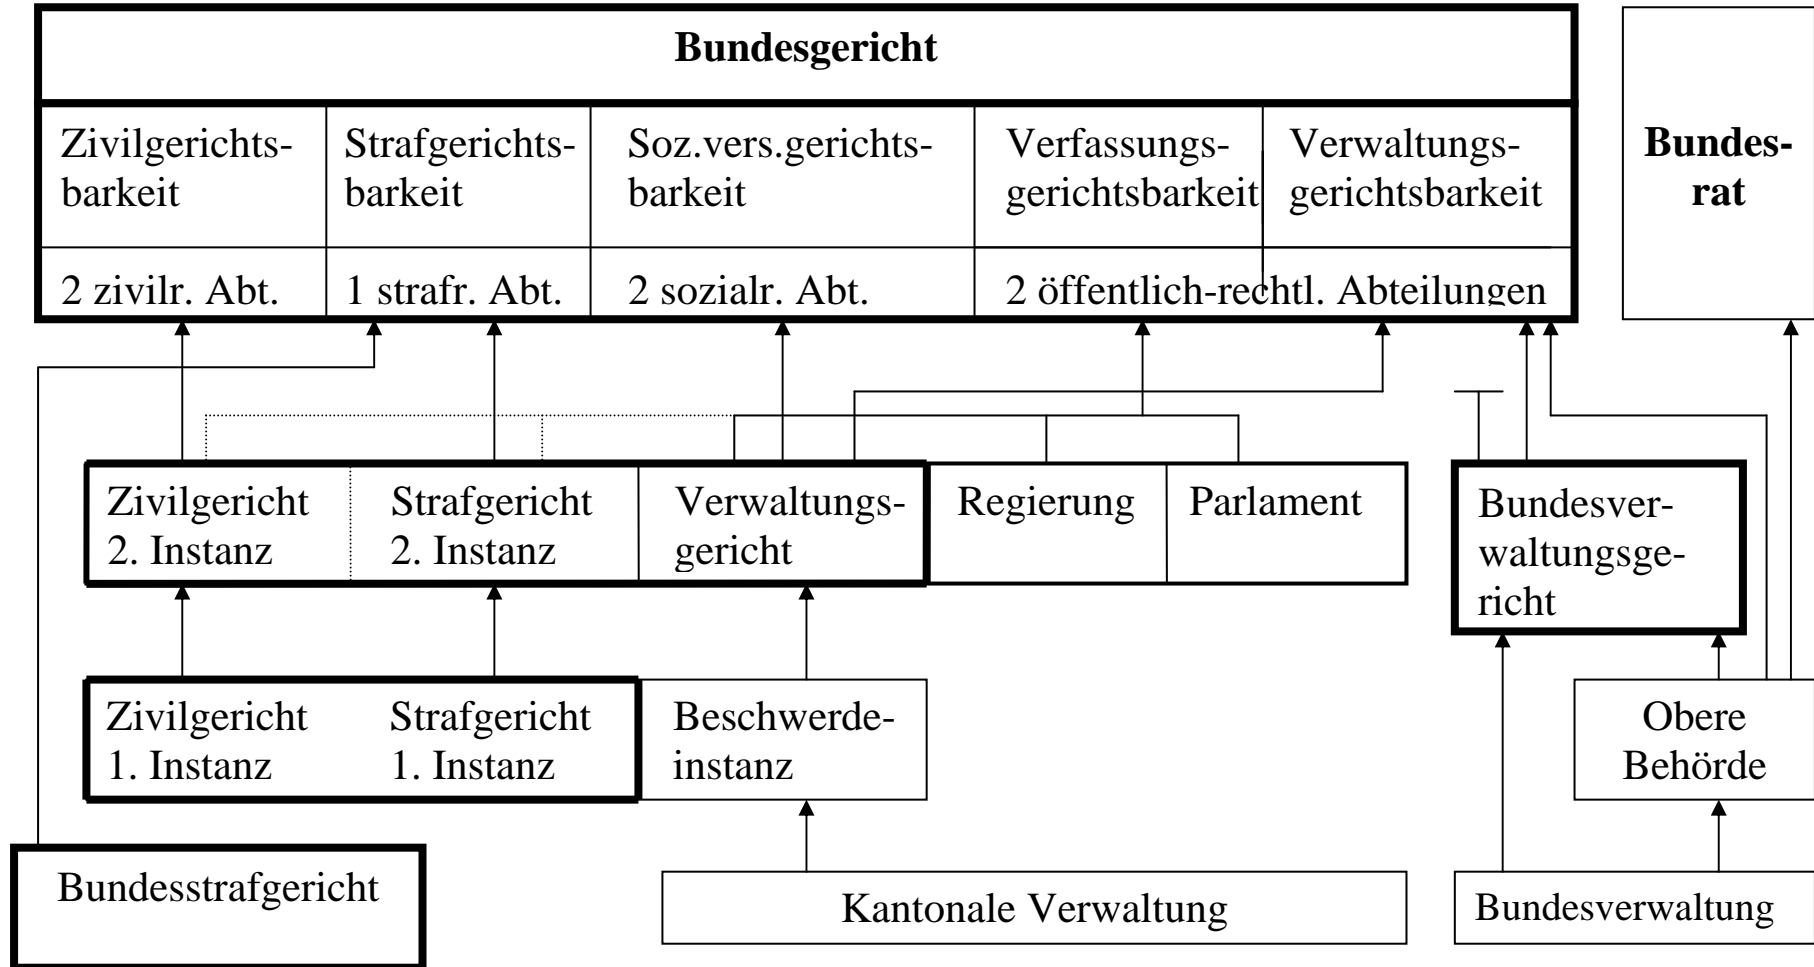 Bundesgericht
Zivilgerichts-
barkeit
Strafgerichts-
barkeit
Soz.vers.gerichts-
barkeit
Verfassungs-
gerichtsbarkeit
Verwaltungs-
gerichtsbarkeit
Bundes-
rat
2 zivilr. Abt.
1 strafr. Abt.
2 sozialr. Abt.
2 öffentlich-rechtl. Abteilungen
Zivilgericht
2. Instanz
Strafgericht
2. Instanz
Verwaltungs-
gericht
Regierung
Parlament
Bundesver-
waltungsge-
richt
Zivilgericht
1. Instanz
Strafgericht
1. Instanz
Beschwerde-
instanz
Obere
Behörde
Bundesstrafgericht
Kantonale Verwaltung
Bundesverwaltung